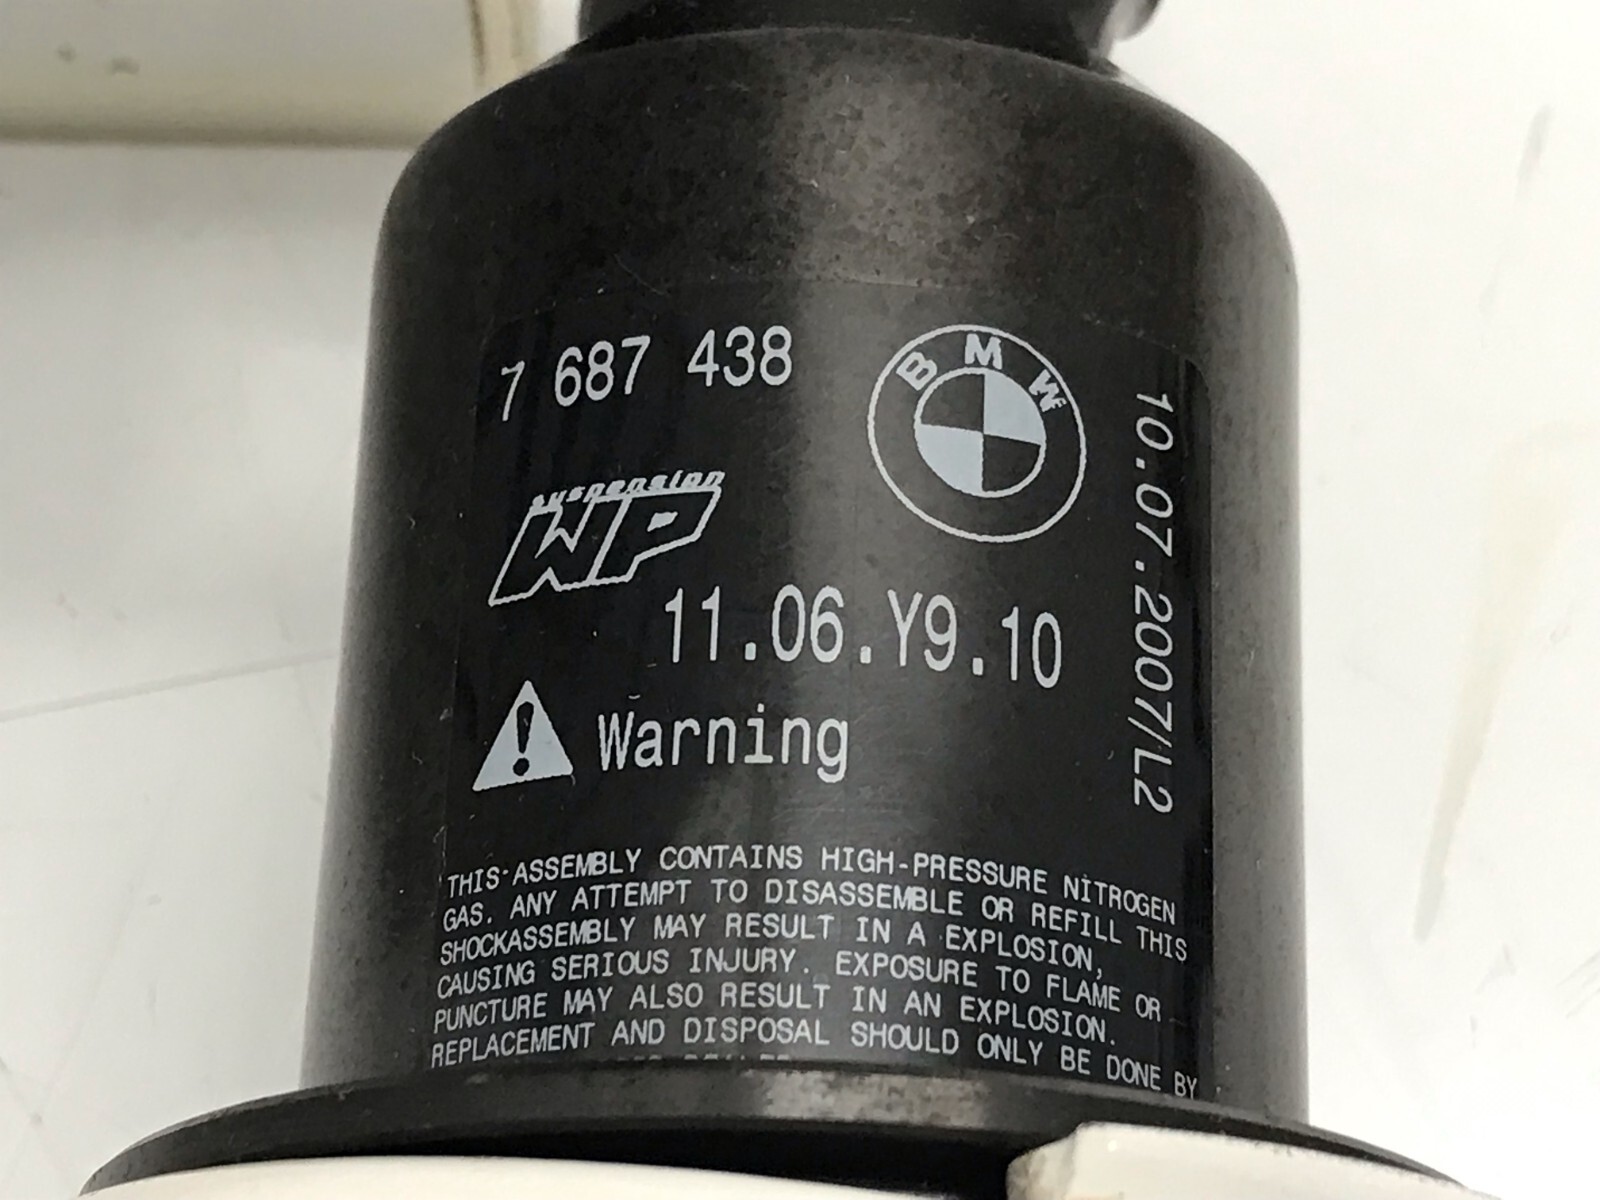 7 687 438
BMW
suspension
WP
11.06.Y9.10
10.07.2007/L2
Warning
THIS ASSEMBLY CONTAINS HIGH-PRESSURE NITROGEN
GAS. ANY ATTEMPT TO DISASSEMBLE OR REFILL THIS
SHOCKASSEMBLY MAY RESULT IN A EXPLOSION,
CAUSING SERIOUS INJURY. EXPOSURE TO FLAME OR
PUNCTURE MAY ALSO RESULT IN AN EXPLOSION.
REPLACEMENT AND DISPOSAL SHOULD ONLY BE DONE BY